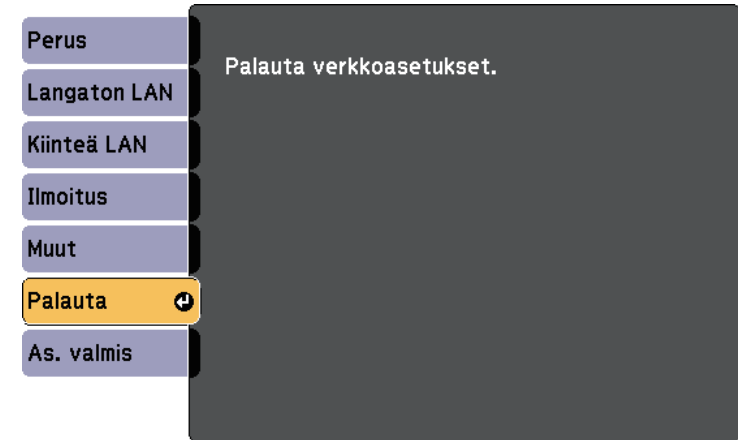 Perus
Langaton LAN
Kiinteä LAN
Ilmoitus
Muut
Palauta
As. valmis
Palauta verkkoasetukset.